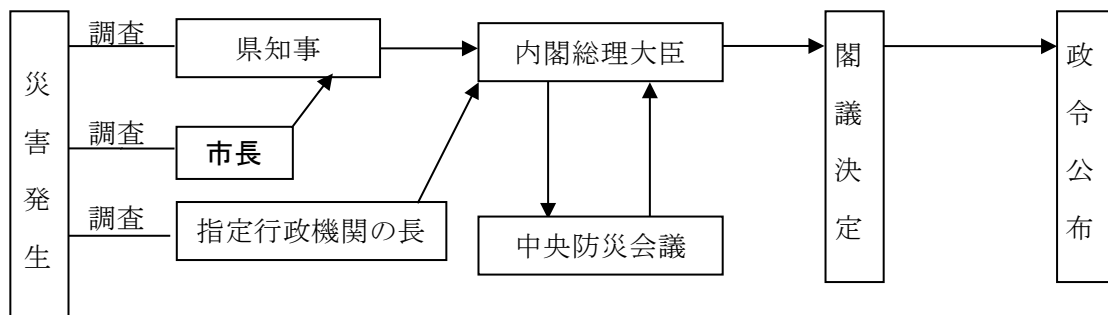 災害発生
調査
県知事
内閣総理大臣
閣議決定
政令公布
調査
市長
調査
指定行政機関の長
中央防災会議